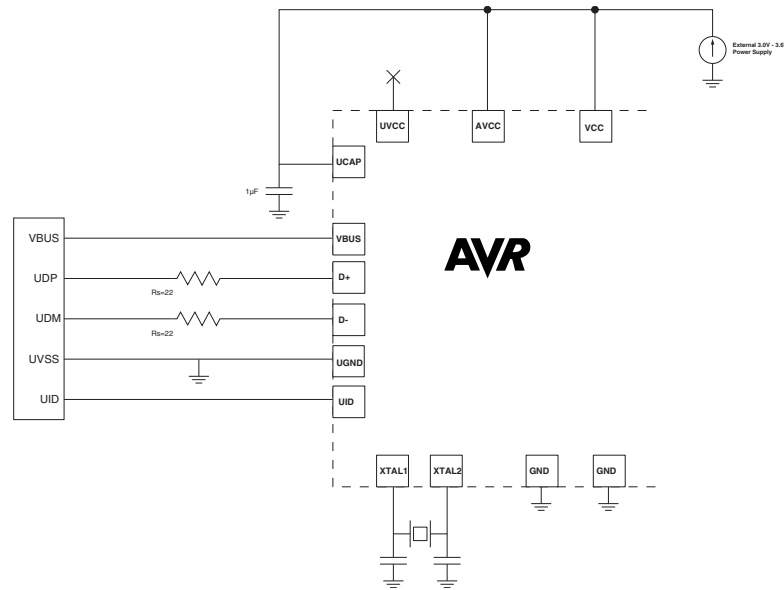 External 3.0V - 3.6
Power Supply
UVCC
AVCC
VCC
UCAP
1µF
VBUS
VBUS
AVR
UDP
Rs=22
D+
UDM
Rs=22
D-
UVSS
UGND
UID
UID
XTAL1
XTAL2
GND
GND